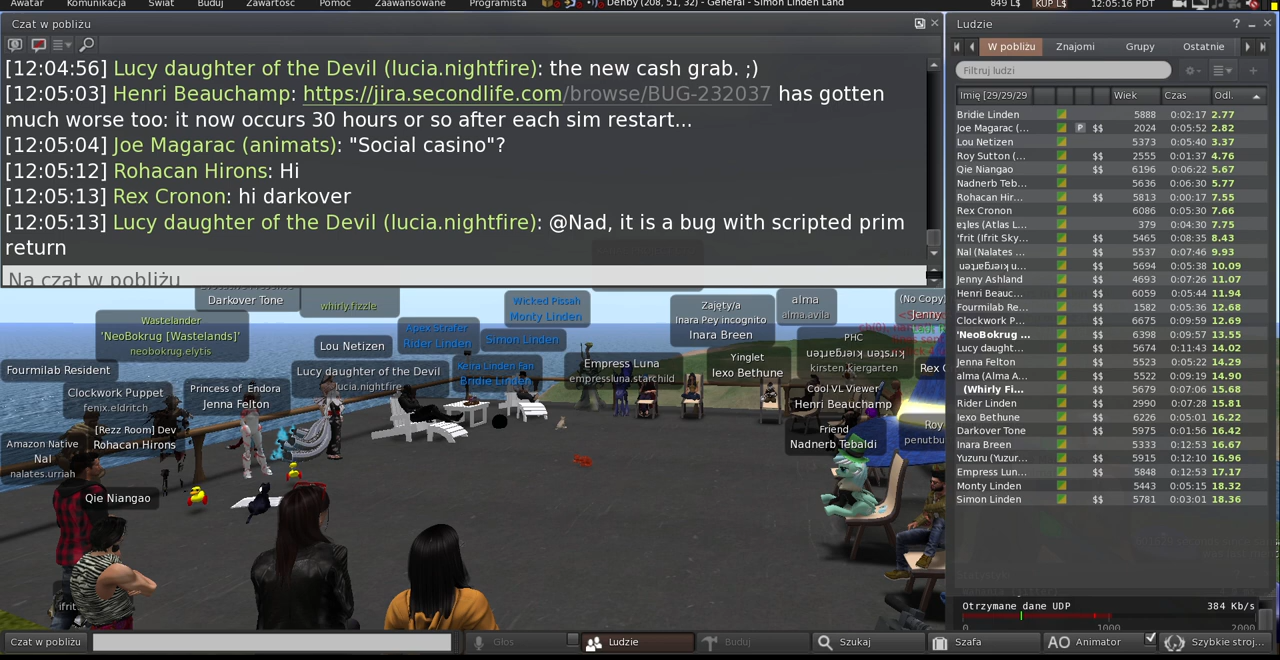 Awatar Komunikacja Świat Buduj Zawartość Pomoc Zaawansowane Programista Denby (208, 51, 32) - General - Simon Linden Land 849 L$ KUP L$ 12:05:16 PDT
Czat w pobliżu
[12:04:56] Lucy daughter of the Devil (lucia.nightfire): the new cash grab. ;)
[12:05:03] Henri Beauchamp: https://jira.secondlife.com/browse/BUG-232037 has gotten
much worse too: it now occurs 30 hours or so after each sim restart...
[12:05:04] Joe Magarac (animats): "Social casino"?
[12:05:12] Rohacan Hirons: Hi
[12:05:13] Rex Cronon: hi darkover
[12:05:13] Lucy daughter of the Devil (lucia.nightfire): @Nad, it is a bug with scripted prim
return
Na czat w pobliżu
Ludzie
W pobliżu Znajomi Grupy Ostatnie
Filtruj ludzi
Imię [29/29/29 Wiek Czas Odl.
Bridie Linden 5888 0:02:17 2.77
Joe Magarac (... P $$ 2024 0:05:52 2.82
Lou Netizen 5373 0:05:40 3.37
Roy Sutton (... $$ 2555 0:01:37 4.76
Qie Niangao $$ 6196 0:06:22 5.67
Nadnerb Teb... 5636 0:06:30 5.77
Rohacan Hir... $$ 5813 0:00:17 7.55
Rex Cronon 6086 0:05:30 7.66
(Atlas L... 379 0:04:30 7.75
'frit (Ifrit Sky... $$ 5465 0:08:35 8.43
Nal (Nalates ... $$ 5537 0:07:46 9.93
$$ 5694 0:05:38 10.09
Jenny Ashland $$ 4693 0:07:26 11.07
Henri Beauc... $$ 6059 0:05:44 11.94
Fourmilab Re... $$ 1582 0:05:36 12.68
Clockwork P... $$ 6675 0:09:59 12.69
'NeoBokrug ... $$ 6398 0:09:57 13.55
Lucy daught... $$ 5674 0:11:43 14.02
Jenna Felton $$ 5523 0:05:22 14.29
alma (Alma A... $$ 5522 0:09:19 14.90
(Whirly Fi... $$ 5679 0:07:06 15.68
Rider Linden $$ 2990 0:07:28 15.81
Iexo Bethune $$ 6226 0:05:01 16.22
Darkover Tone $$ 5975 0:01:56 16.42
Inara Breen 5333 0:12:53 16.67
Yuzuru (Yuzur... $$ 5915 0:12:10 16.96
Empress Lun... $$ 5848 0:12:53 17.17
Monty Linden 5443 0:05:15 18.32
Simon Linden $$ 5781 0:03:01 18.36
Darkover Tone
whirly.fizzle
Wicked Pissah
Monty Linden
Zajęty/a
Inara Pey incognito
Inara Breen
alma
alma.avila
(No Copy)
Jenny
Wastelander
'NeoBokrug [Wastelands]'
neobokrug.elytis
Apex Strafer
Rider Linden
Simon Linden
Lou Netizen
PHC
kirsten.kiergarten
Fourmilab Resident
Lucy daughter of the Devil
lucia.nightfire
Keira Linden Fan
Bridie Linden
Empress Luna
empressluna.starchild
Yinglet
Iexo Bethune
Rex C
Clockwork Puppet
fenix.eldritch
Princess of Endora
Jenna Felton
Cool VL Viewer
Henri Beauchamp
[Rezz Room] Dev
Rohacan Hirons
Friend
Nadnerb Tebaldi
Roy
penutbu
Amazon Native
Nal
nalates.urriah
Qie Niangao
ifrit.
Otrzymane dane UDP 384 Kb/s
0 1000 2000
Czat w pobliżu Głos Ludzie Buduj Szukaj Szafa AO Animator Szybkie stroj...